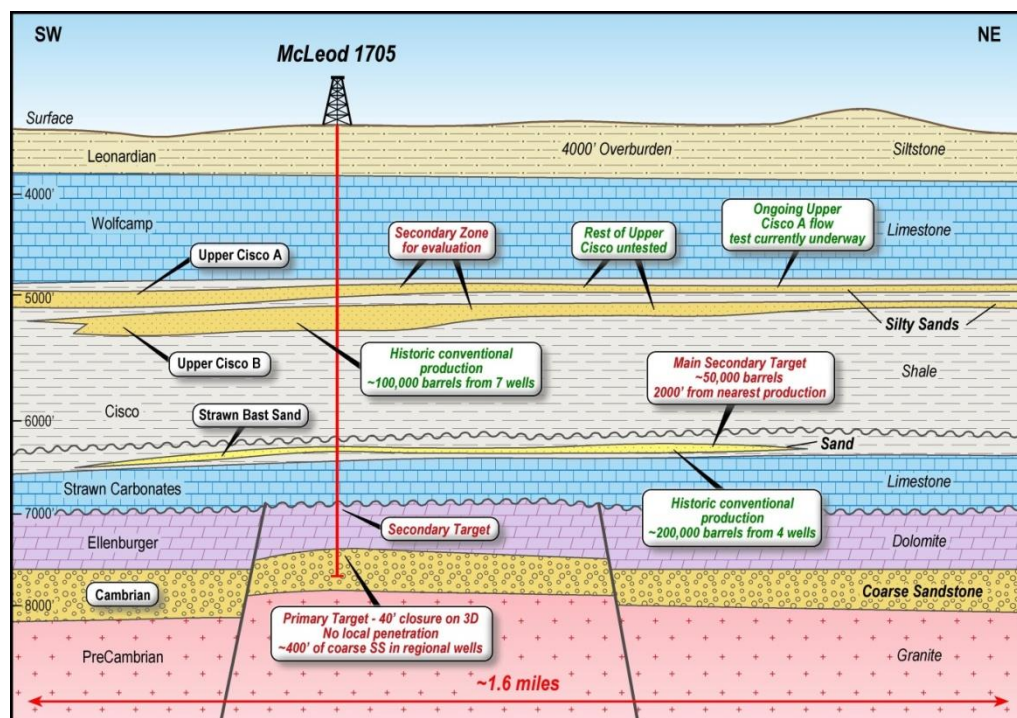 SW
NE
McLeod 1705
Surface
Leonardian
4000' Overburden
Siltstone
4000'
Wolfcamp
Secondary Zone
for evaluation
Rest of Upper
Cisco untested
Ongoing Upper
Cisco A flow
test currently underway
Limestone
Upper Cisco A
5000'
Silty Sands
Upper Cisco B
Historic conventional
production
~100,000 barrels from 7 wells
Main Secondary Target
~50,000 barrels
2000' from nearest production
Shale
Cisco
Strawn Bast Sand
6000'
Sand
Strawn Carbonates
Limestone
Historic conventional
production
~200,000 barrels from 4 wells
7000'
Secondary Target
Ellenburger
Dolomite
Cambrian
Coarse Sandstone
8000'
Primary Target - 40' closure on 3D
No local penetration
~400' of coarse SS in regional wells
PreCambrian
Granite
~1.6 miles